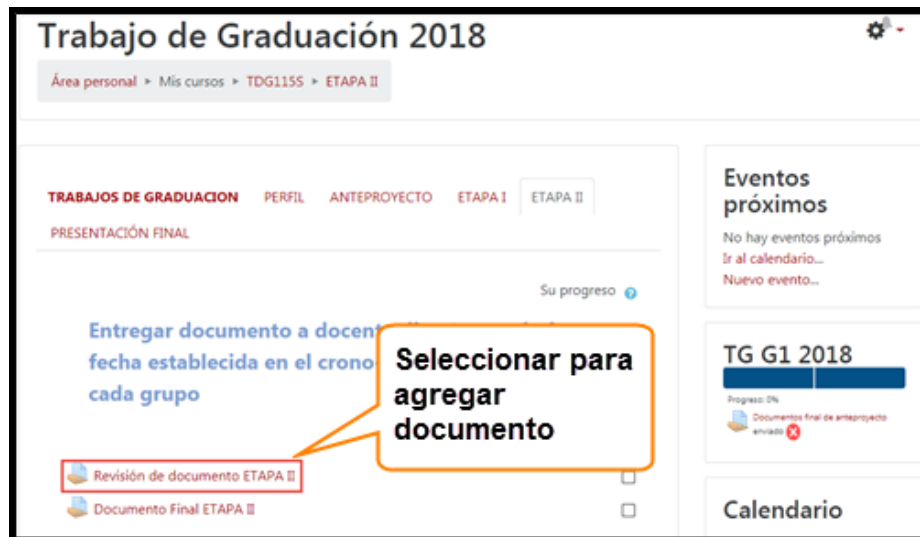 Trabajo de Graduación 2018
Área personal ▸ Mis cursos ▸ TDG115S ▸ ETAPA II
TRABAJOS DE GRADUACION PERFIL ANTEPROYECTO ETAPA I ETAPA II
PRESENTACIÓN FINAL
Su progreso
Entregar documento a
fecha establecida en el
cada grupo
Seleccionar para
agregar
documento
Revisión de documento ETAPA II
Documento Final ETAPA II
Eventos
próximos
No hay eventos próximos
Ir al calendario...
Nuevo evento...
TG G1 2018
Progreso: 0%
Documentos final de anteproyecto
enviado
Calendario